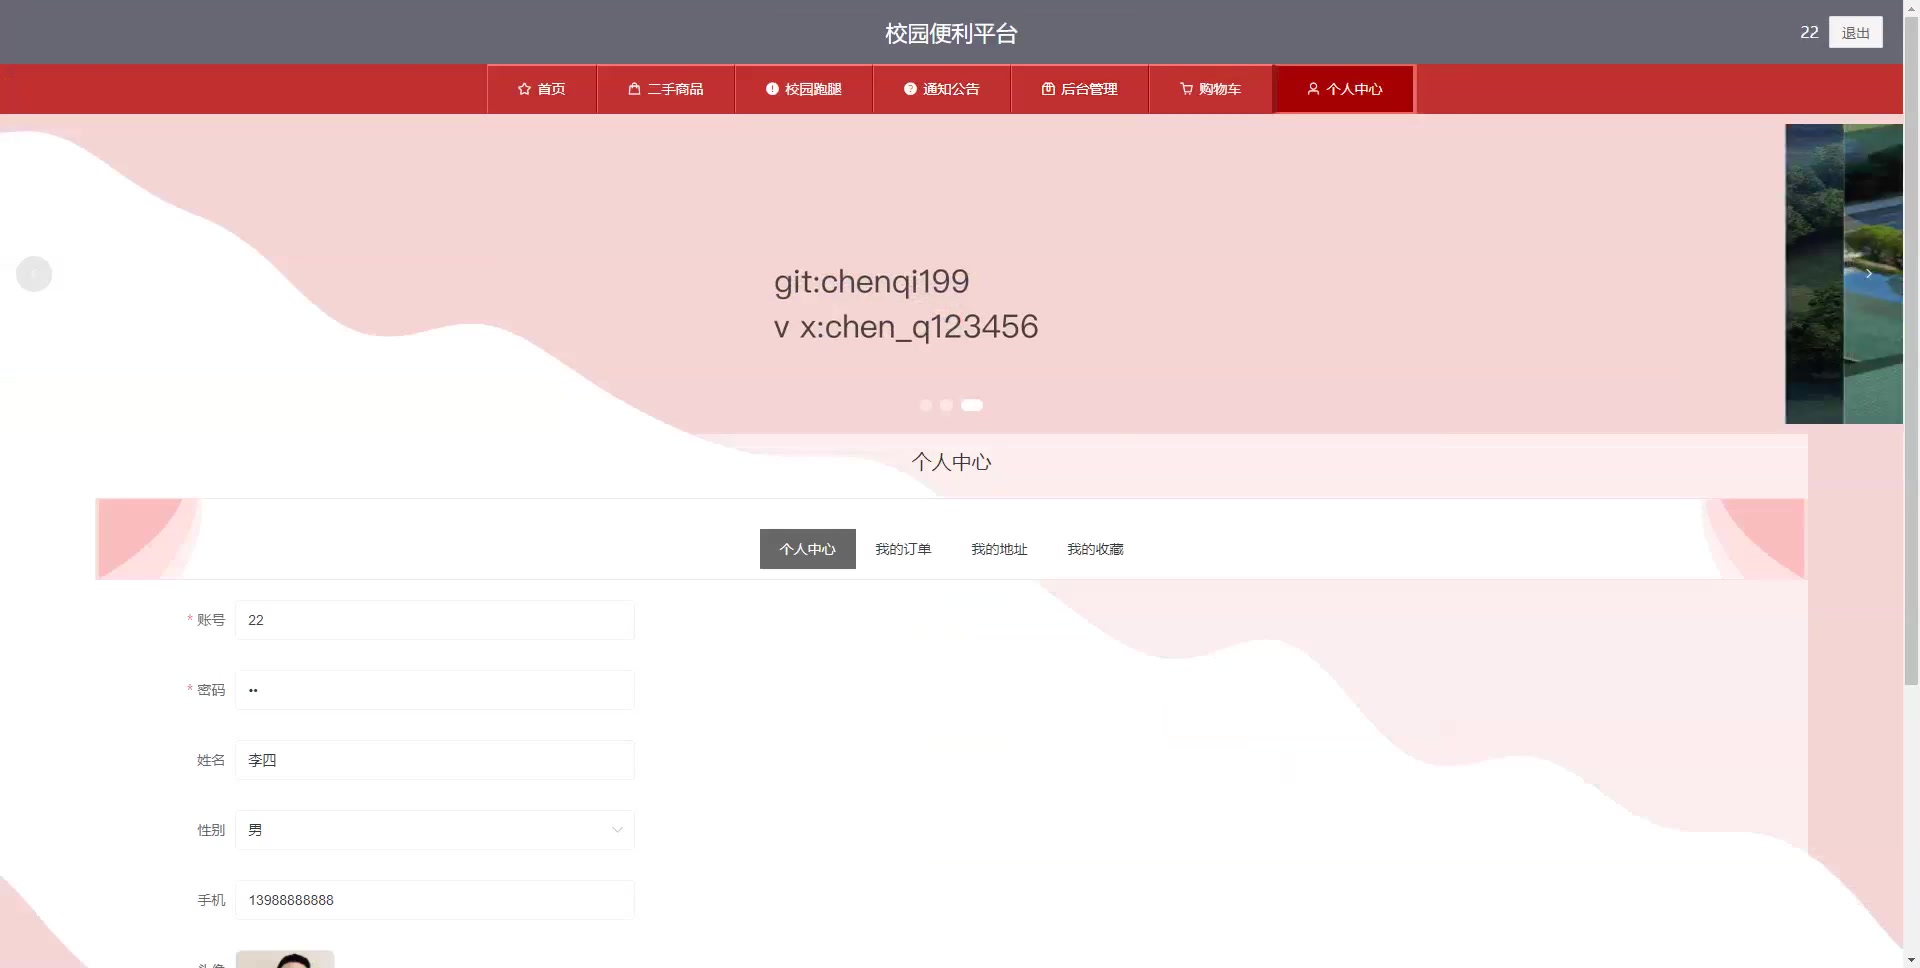 校园便利平台
22 退出
首页 二手商品 校园跑腿 通知公告 后台管理 购物车 个人中心
git:chenqi199
v x:chen_q123456
个人中心
个人中心 我的订单 我的地址 我的收藏
* 账号 22
* 密码 ••
姓名 李四
性别 男
手机 13988888888